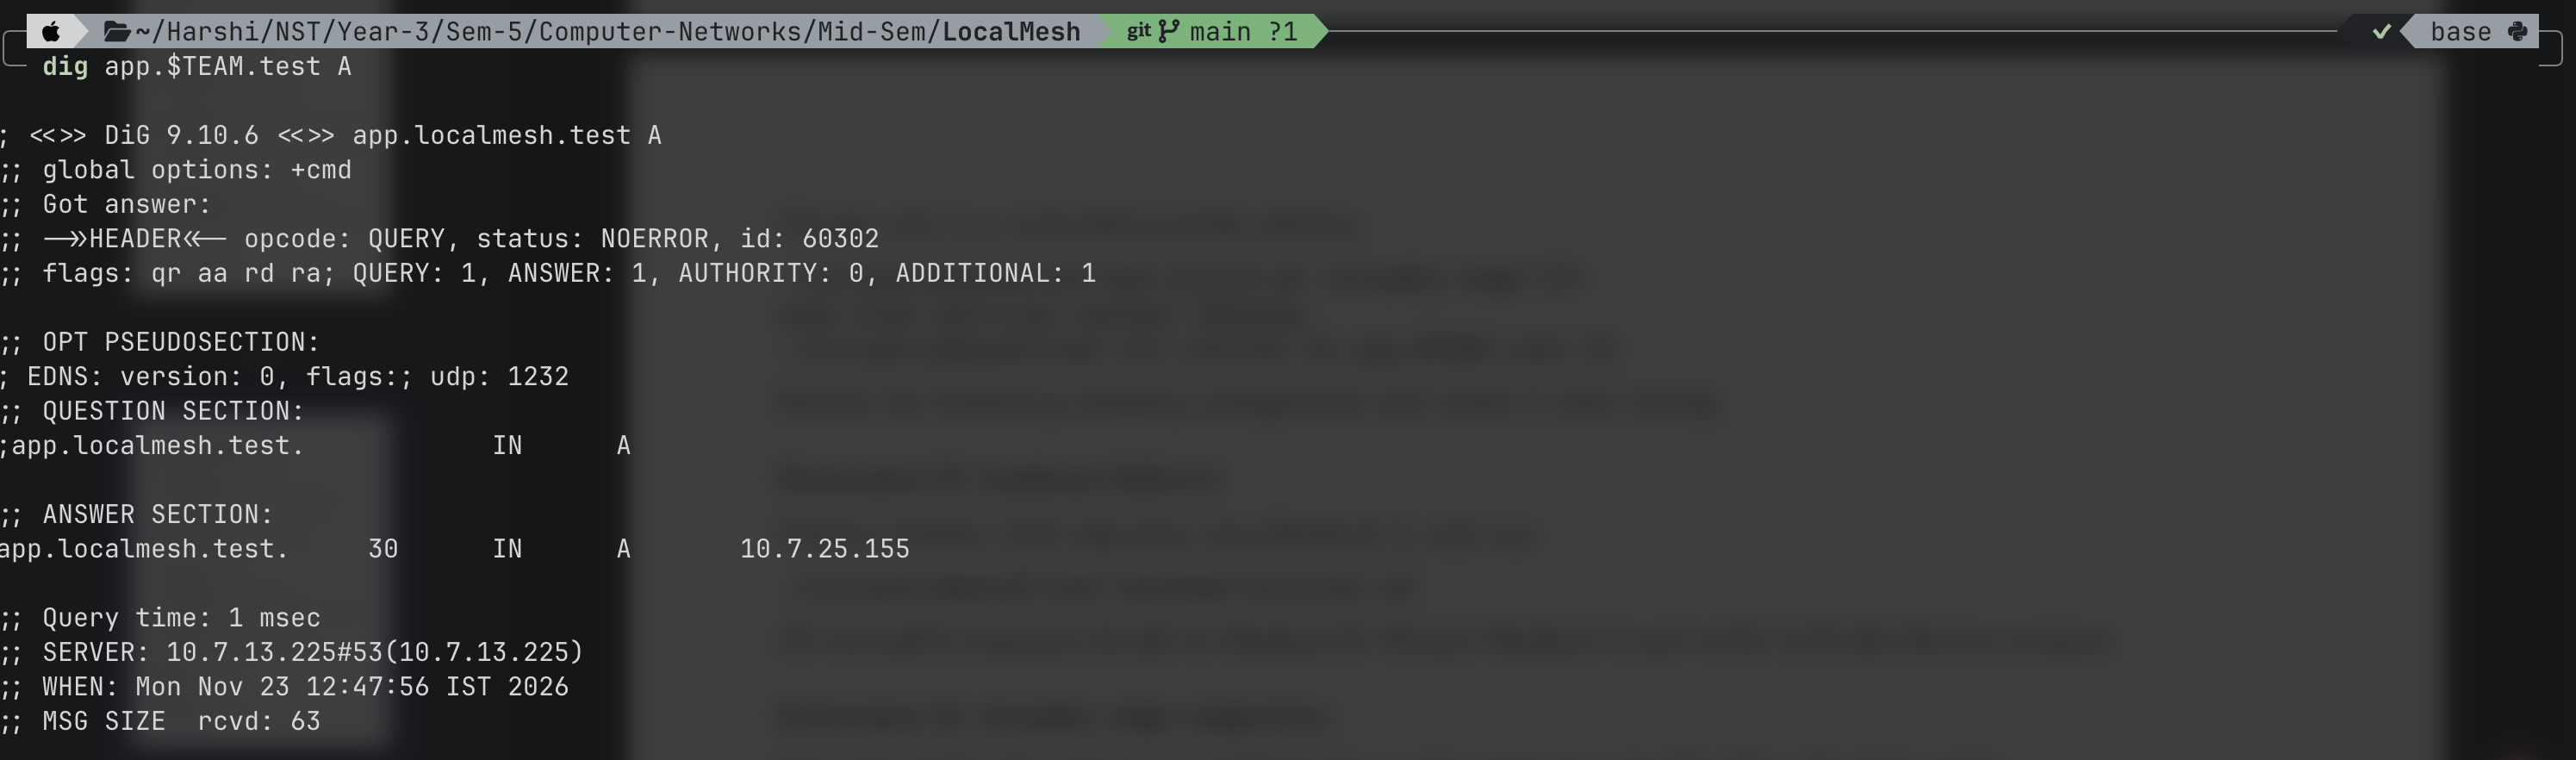 ~/Harshi/NST/Year-3/Sem-5/Computer-Networks/Mid-Sem/LocalMesh git main ?1 base
dig app.$TEAM.test A
; <<>> DiG 9.10.6 <<>> app.localmesh.test A
;; global options: +cmd
;; Got answer:
;; ->>HEADER<<- opcode: QUERY, status: NOERROR, id: 60302
;; flags: qr aa rd ra; QUERY: 1, ANSWER: 1, AUTHORITY: 0, ADDITIONAL: 1
;; OPT PSEUDOSECTION:
; EDNS: version: 0, flags:; udp: 1232
;; QUESTION SECTION:
;app.localmesh.test. IN A
;; ANSWER SECTION:
app.localmesh.test. 30 IN A 10.7.25.155
;; Query time: 1 msec
;; SERVER: 10.7.13.225#53(10.7.13.225)
;; WHEN: Mon Nov 23 12:47:56 IST 2026
;; MSG SIZE rcvd: 63